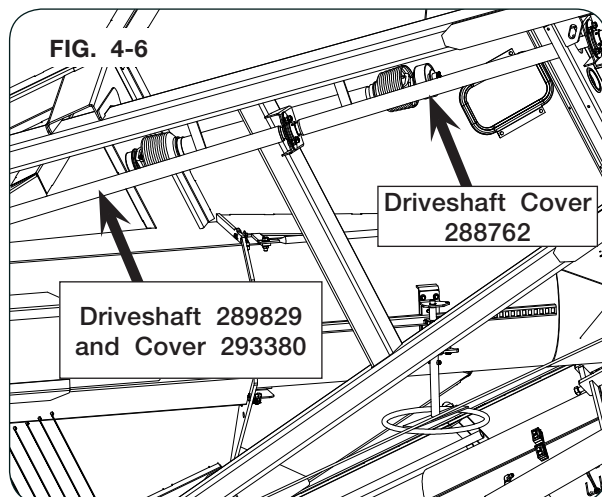 FIG. 4-6
Driveshaft Cover
288762
Driveshaft 289829
and Cover 293380